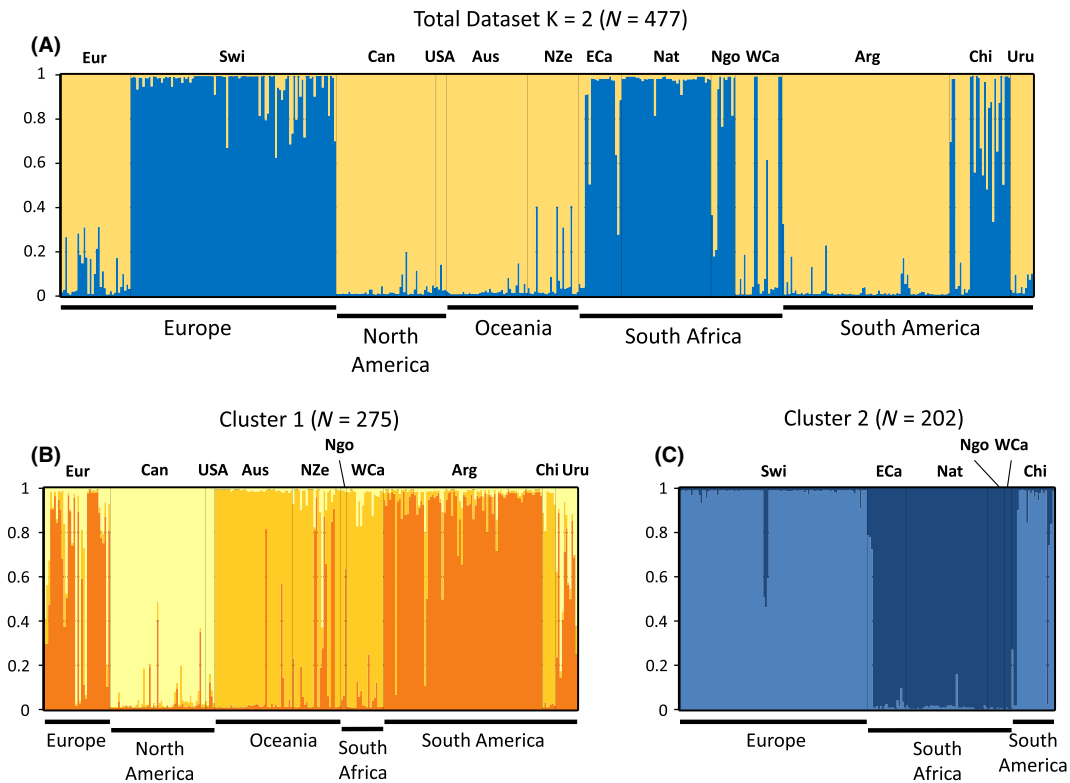 Total Dataset K = 2 (N = 477)
(A)
Eur Swi Can USA Aus NZe ECa Nat Ngo WCa Arg Chi Uru
1
0.8
0.6
0.4
0.2
0
Europe North America Oceania South Africa South America
Cluster 1 (N = 275)
(B)
Ngo
Eur Can USA Aus NZe WCa Arg Chi Uru
1
0.8
0.6
0.4
0.2
0
Europe North America Oceania South Africa South America
Cluster 2 (N = 202)
(C)
Ngo WCa
Swi ECa Nat Chi
1
0.8
0.6
0.4
0.2
0
Europe South Africa South America